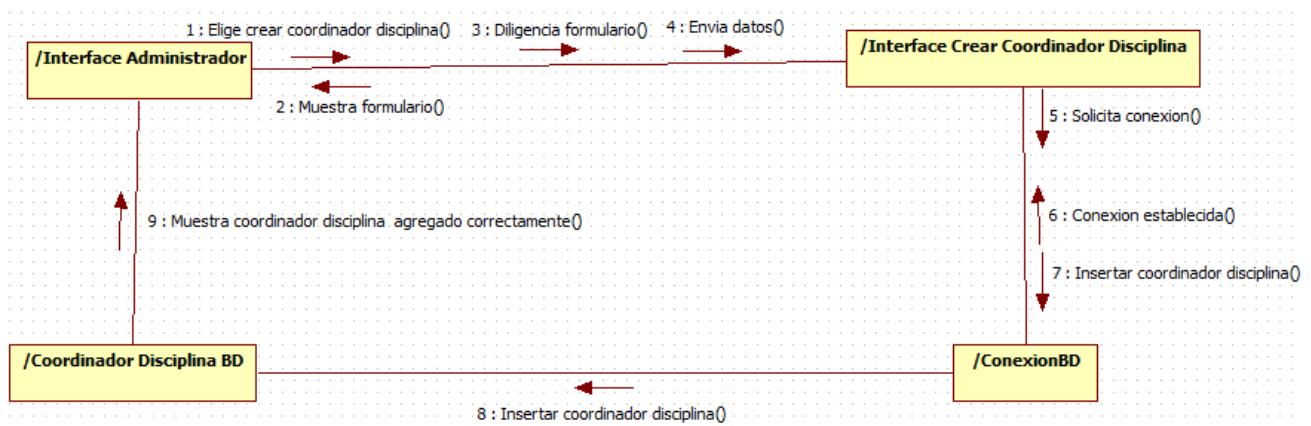 1 : Elige crear coordinador disciplina()
3 : Diligencia formulario()
4 : Envia datos()
/Interface Administrador
/Interface Crear Coordinador Disciplina
2 : Muestra formulario()
5 : Solicita conexion()
9 : Muestra coordinador disciplina agregado correctamente()
6 : Conexion establecida()
7 : Insertar coordinador disciplina()
/Coordinador Disciplina BD
/ConexionBD
8 : Insertar coordinador disciplina()